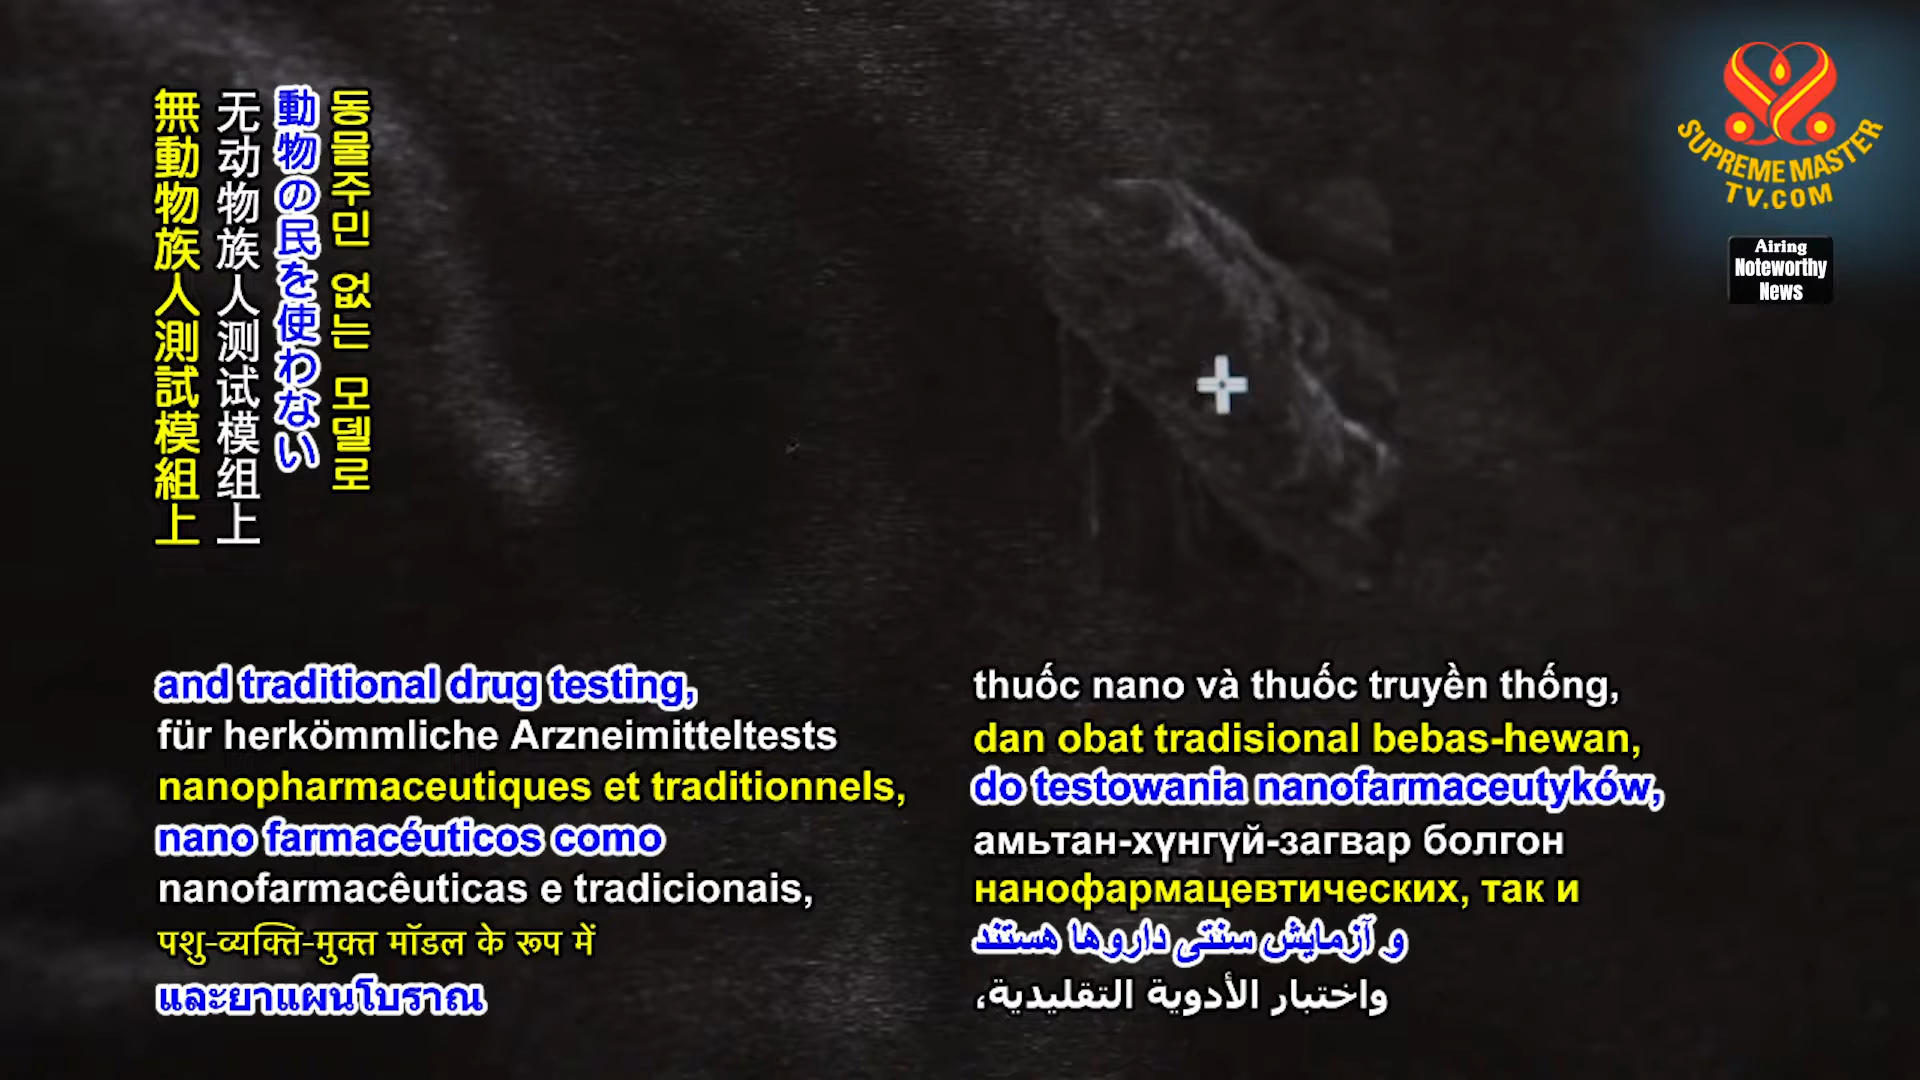 動物주민 없는 모델로
動物の民を使わない
无动物族人测试模组上
無動物族人測試模組上
SUPREME MASTER
TV.COM
Airing
Noteworthy
News
and traditional drug testing,
für herkömmliche Arzneimitteltests
nanopharmaceutiques et traditionnels,
nano farmacéuticos como
nanofarmacêuticas e tradicionais,
पशु-व्यक्ति-मुक्त मॉडल के रूप में
และยาแผนโบราณ
thuốc nano và thuốc truyền thống,
dan obat tradisional bebas-hewan,
do testowania nanofarmaceutyków,
амьтан-хүнгүй-загвар болгон
нанофармацевтических, так и
و آزمایش سنتی داروها هستند
واختبار الأدوية التقليدية،